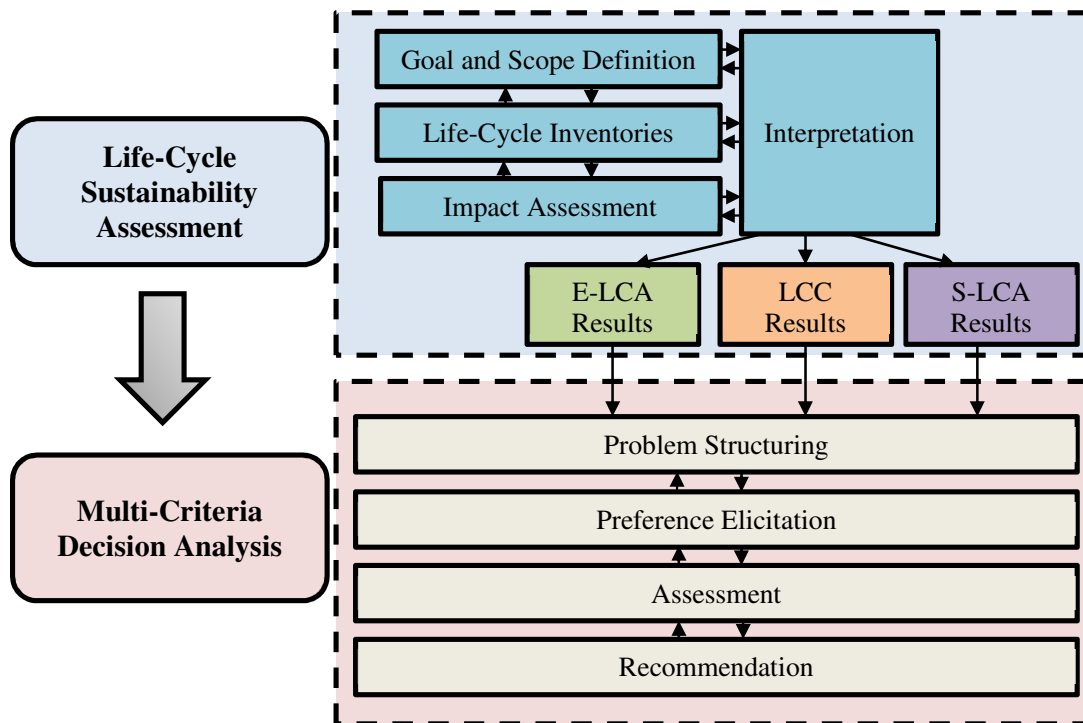 Goal and Scope Definition
Life-Cycle Inventories
Impact Assessment
Interpretation
Life-Cycle
Sustainability
Assessment
E-LCA
Results
LCC
Results
S-LCA
Results
Multi-Criteria
Decision Analysis
Problem Structuring
Preference Elicitation
Assessment
Recommendation